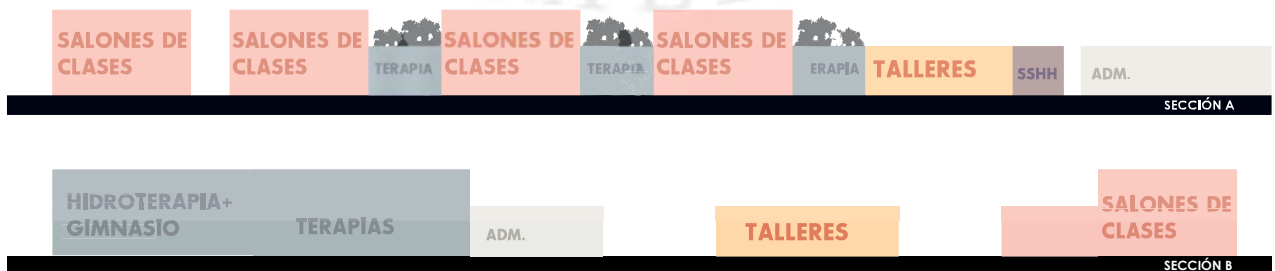 SALONES DE
CLASES
SALONES DE
CLASES
TERAPIA
SALONES DE
CLASES
TERAPIA
SALONES DE
CLASES
ERAPIA
TALLERES
SSHH
ADM.
SECCIÓN A
HIDROTERAPIA+
GIMNASIO
TERAPIAS
ADM.
TALLERES
SALONES DE
CLASES
SECCIÓN B